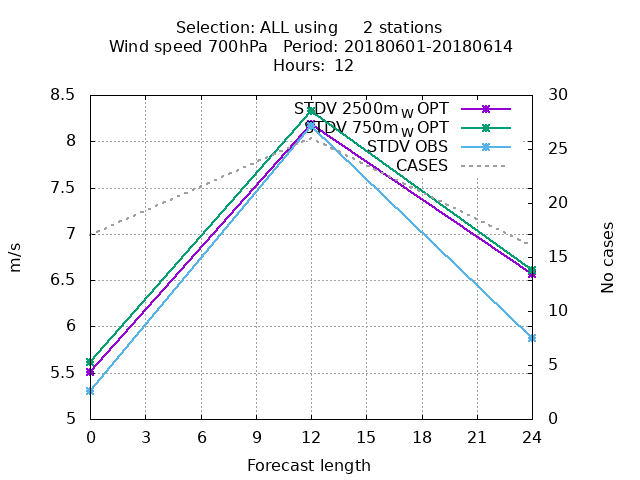 Selection: ALL using     2 stations
Wind speed 700hPa   Period: 20180601-20180614
Hours: 12
8.5
8
7.5
7
6.5
6
5.5
5
30
25
20
15
10
5
0
STDV 2500m W OPT
STDV 750m W OPT
STDV OBS
CASES
m/s
No cases
0 3 6 9 12 15 18 21 24
Forecast length